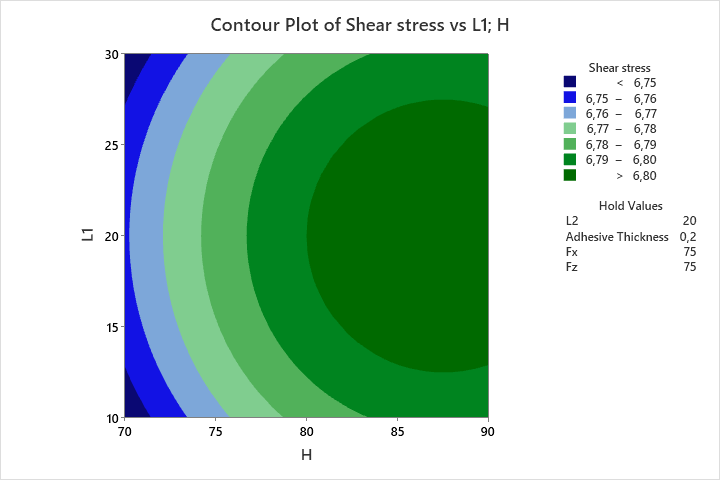 Contour Plot of Shear stress vs L1; H
30
25
20
15
10
L1
70 75 80 85 90
H
Shear stress
< 6,75
6,75 – 6,76
6,76 – 6,77
6,77 – 6,78
6,78 – 6,79
6,79 – 6,80
> 6,80
Hold Values
L2 20
Adhesive Thickness 0,2
Fx 75
Fz 75